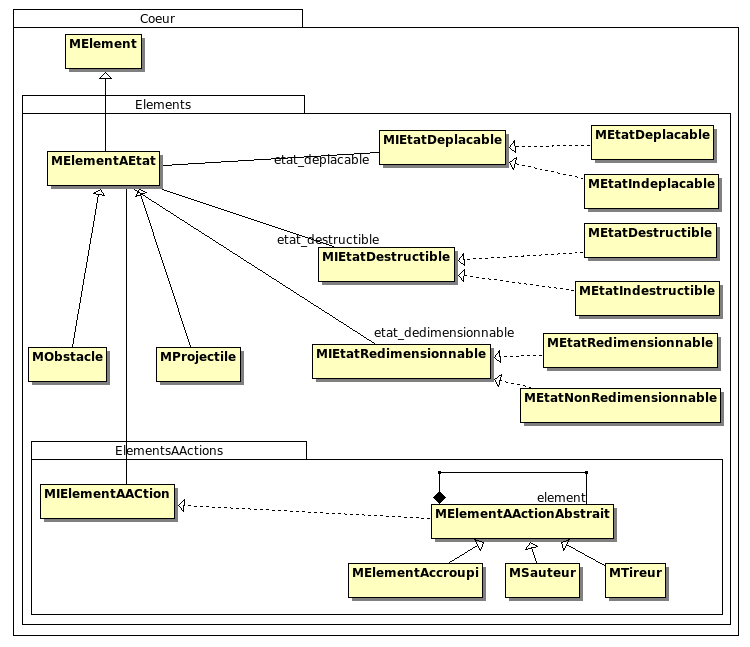 Coeur
MElement
Elements
MElementAEtat
etat_deplacable
MIEtatDeplacable
MEtatDeplacable
MEtatIndeplacable
etat_destructible
MIEtatDestructible
MEtatDestructible
MEtatIndestructible
etat_dedimensionnable
MIEtatRedimensionnable
MEtatRedimensionnable
MEtatNonRedimensionnable
MObstacle
MProjectile
ElementsAActions
MIElementAACtion
element
MElementAActionAbstrait
MElementAccroupi
MSauteur
MTireur